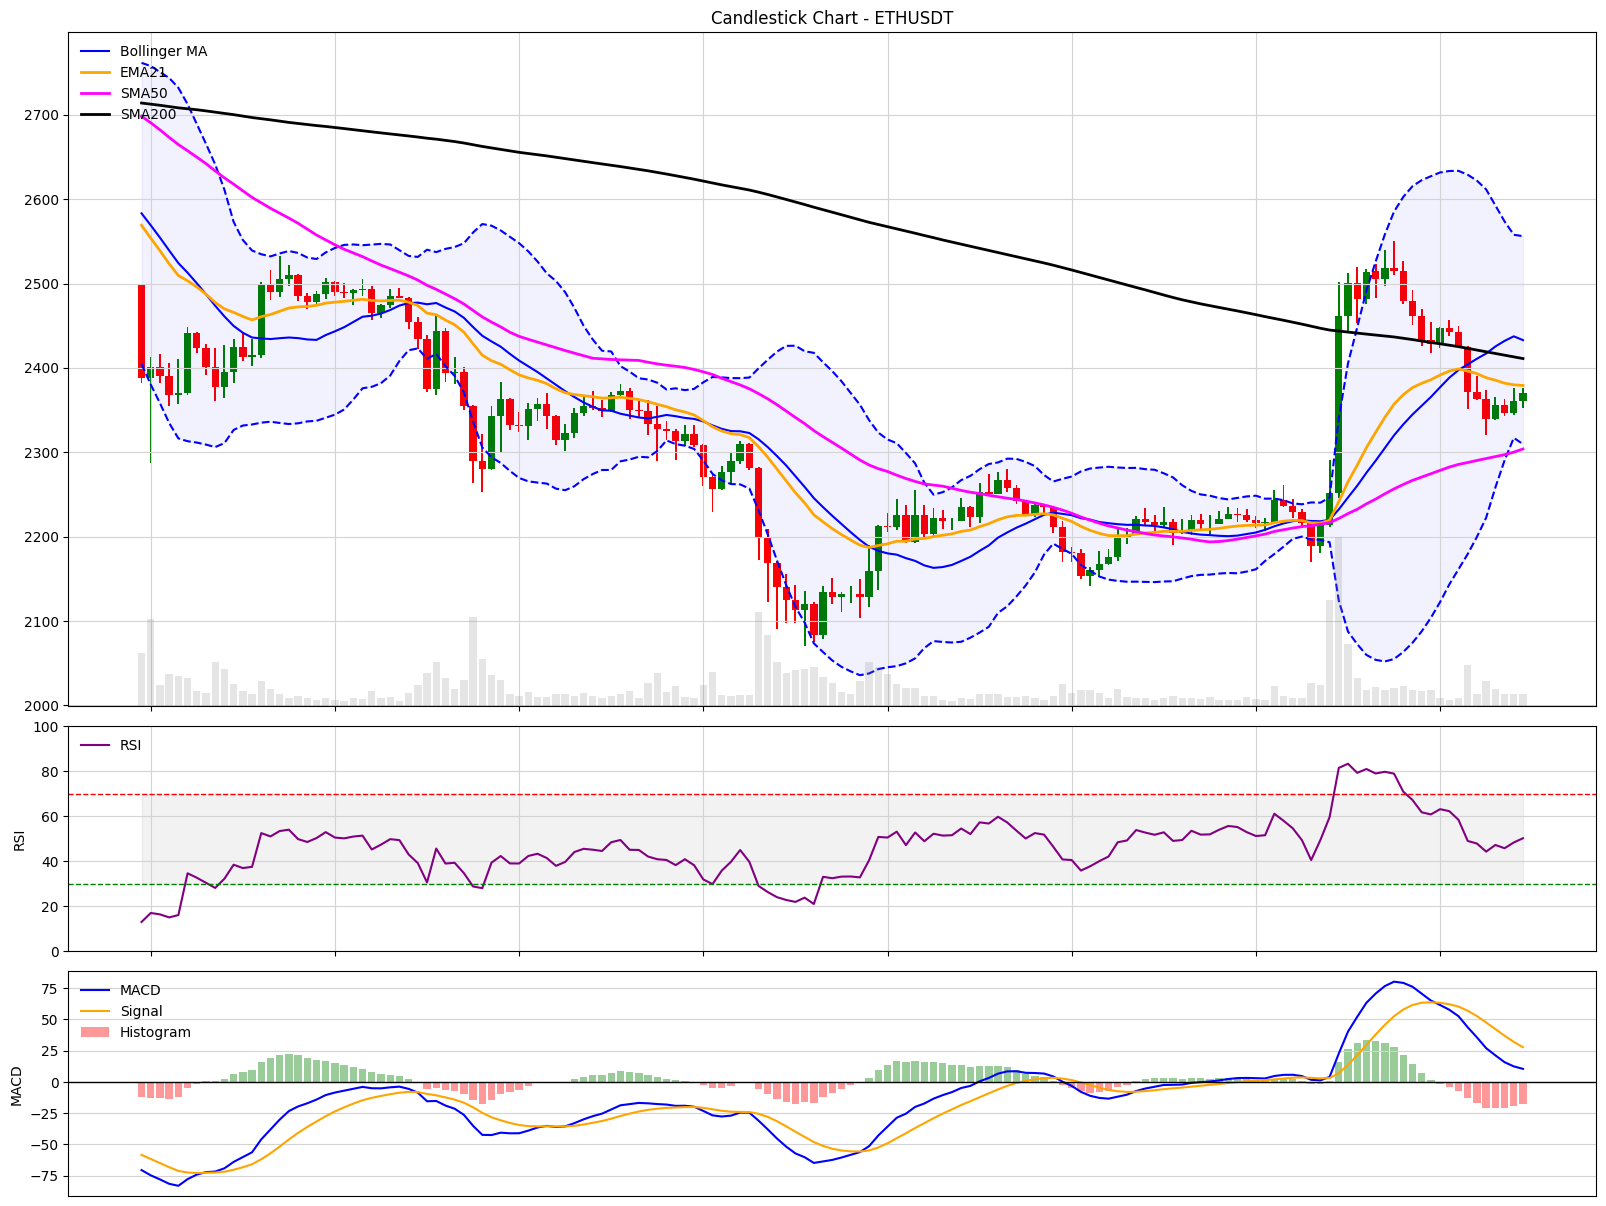 Candlestick Chart - ETHUSDT
Bollinger MA
EMA21
SMA50
SMA200
2700
2600
2500
2400
2300
2200
2100
2000
100
80
60
40
20
0
RSI
RSI
75
50
25
0
−25
−50
−75
MACD
MACD
Signal
Histogram